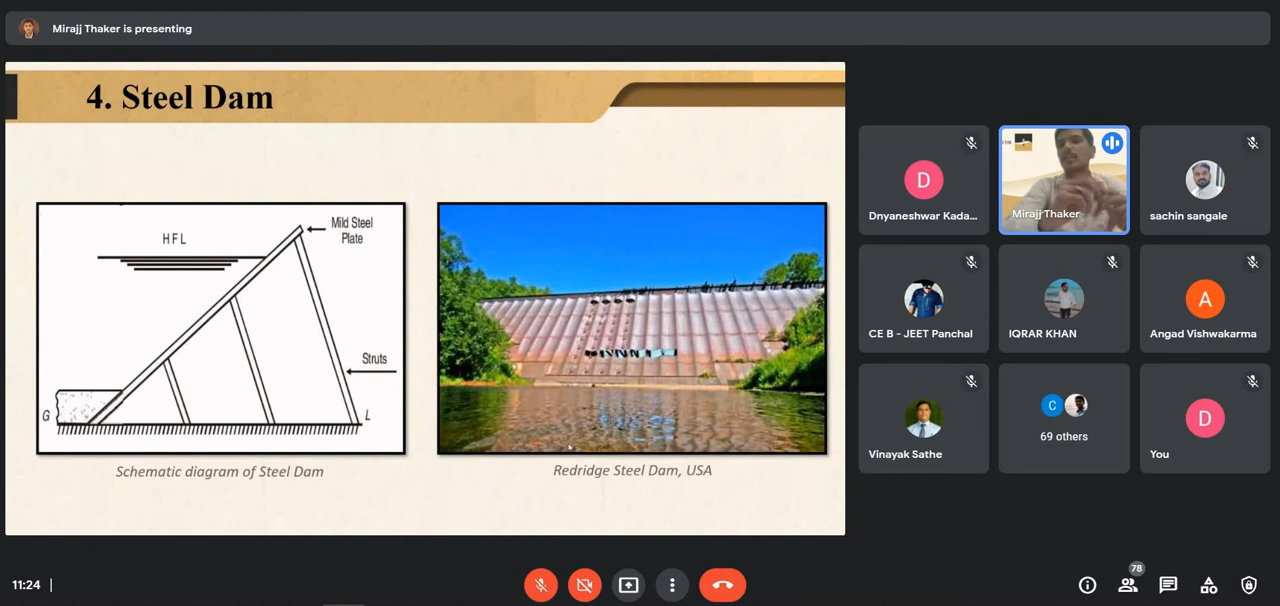 Mirajj Thaker is presenting
4. Steel Dam
HFL
Mild Steel
Plate
Struts
G
L
Schematic diagram of Steel Dam
Redridge Steel Dam, USA
D
Dnyaneshwar Kada...
Mirajj Thaker
sachin sangale
CE B - JEET Panchal
IQRAR KHAN
A
Angad Vishwakarma
Vinayak Sathe
C
69 others
D
You
11:24
78